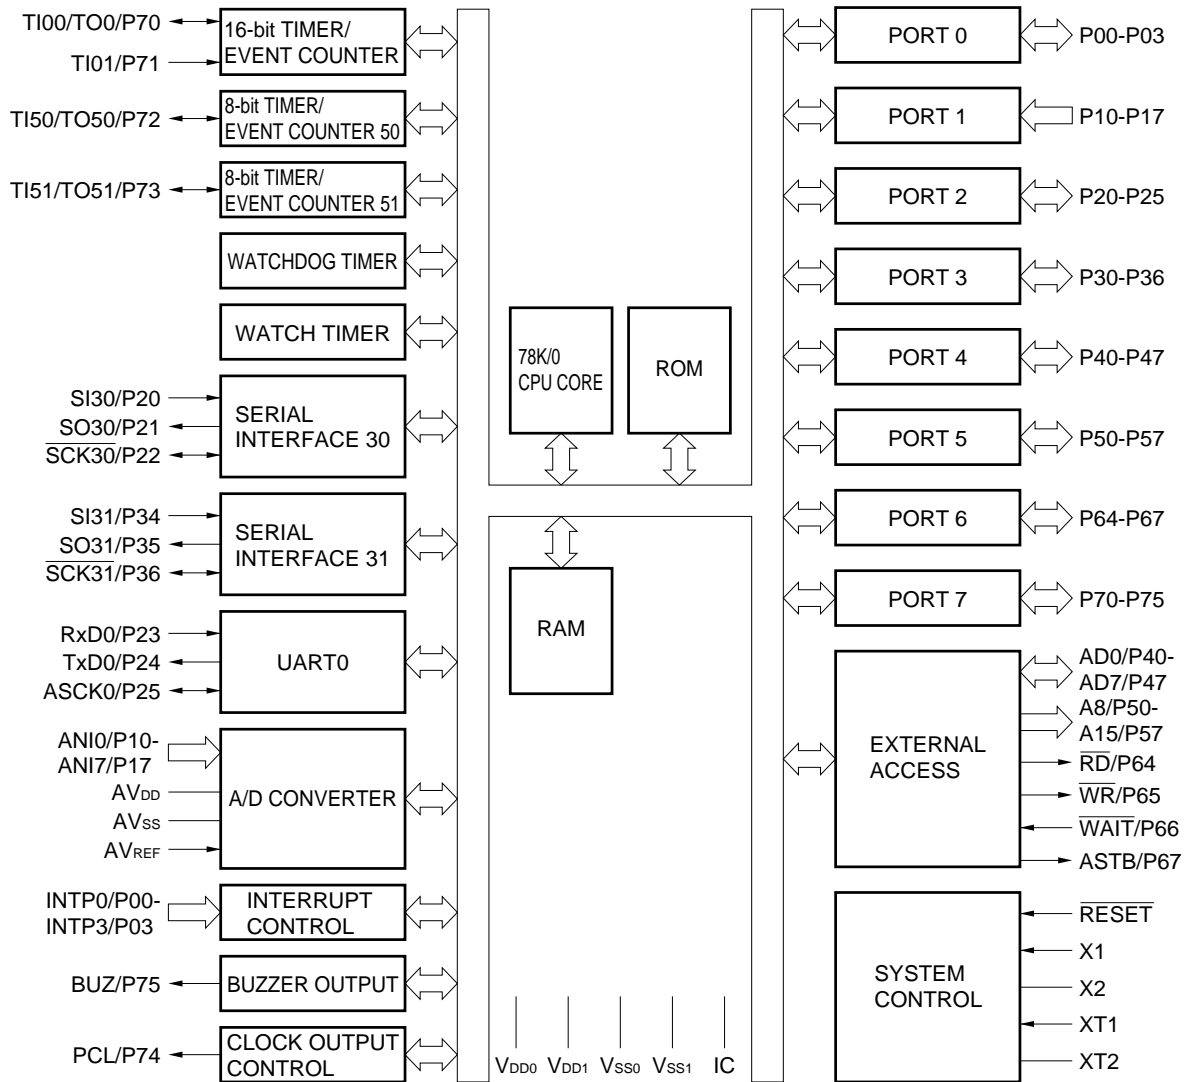 TI00/TO0/P70
TI01/P71
16-bit TIMER/
EVENT COUNTER
TI50/TO50/P72
8-bit TIMER/
EVENT COUNTER 50
TI51/TO51/P73
8-bit TIMER/
EVENT COUNTER 51
WATCHDOG TIMER
WATCH TIMER
SI30/P20
SO30/P21
SCK30/P22
SERIAL
INTERFACE 30
SI31/P34
SO31/P35
SCK31/P36
SERIAL
INTERFACE 31
RxD0/P23
TxD0/P24
ASCK0/P25
UART0
ANI0/P10-
ANI7/P17
AVDD
AVSS
AVREF
A/D CONVERTER
INTP0/P00-
INTP3/P03
INTERRUPT
CONTROL
BUZ/P75
BUZZER OUTPUT
PCL/P74
CLOCK OUTPUT
CONTROL
78K/0
CPU CORE
ROM
RAM
VDD0
VDD1
VSS0
VSS1
IC
PORT 0
P00-P03
PORT 1
P10-P17
PORT 2
P20-P25
PORT 3
P30-P36
PORT 4
P40-P47
PORT 5
P50-P57
PORT 6
P64-P67
PORT 7
P70-P75
EXTERNAL
ACCESS
AD0/P40-
AD7/P47
A8/P50-
A15/P57
RD/P64
WR/P65
WAIT/P66
ASTB/P67
SYSTEM
CONTROL
RESET
X1
X2
XT1
XT2